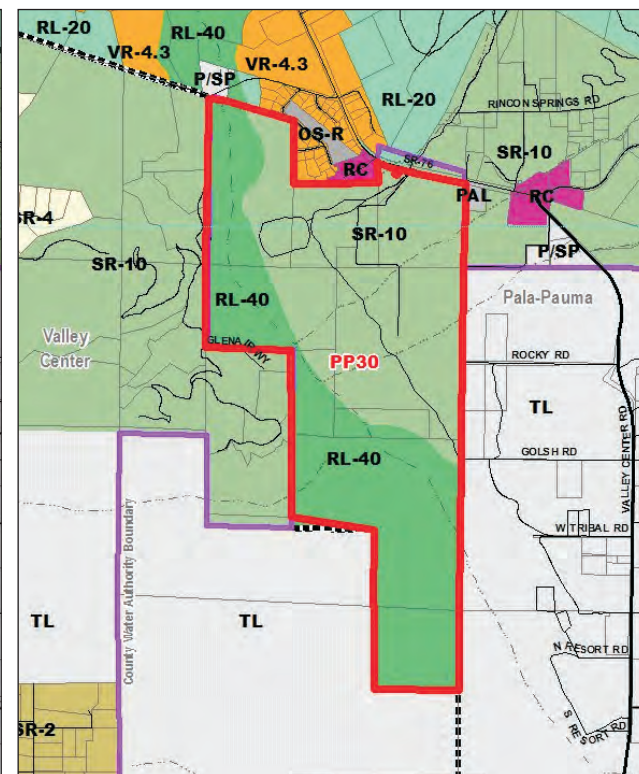 RL-20
RL-40
VR-4.3
VR-4.3
P/SP
RL-20
RINCON SPRINGS RD
OS-R
SR-76
SR-10
RC
PAL
RC
SR-4
SR-10
SR-10
P/SP
RL-40
Pala-Pauma
Valley
Center
PP30
ROCKY RD
TL
VALLEY CENTER RD
RL-40
GOLSH RD
W TRIBAL RD
County Water Authority Boundary
TL
TL
N RESORT RD
S RESORT RD
SR-2